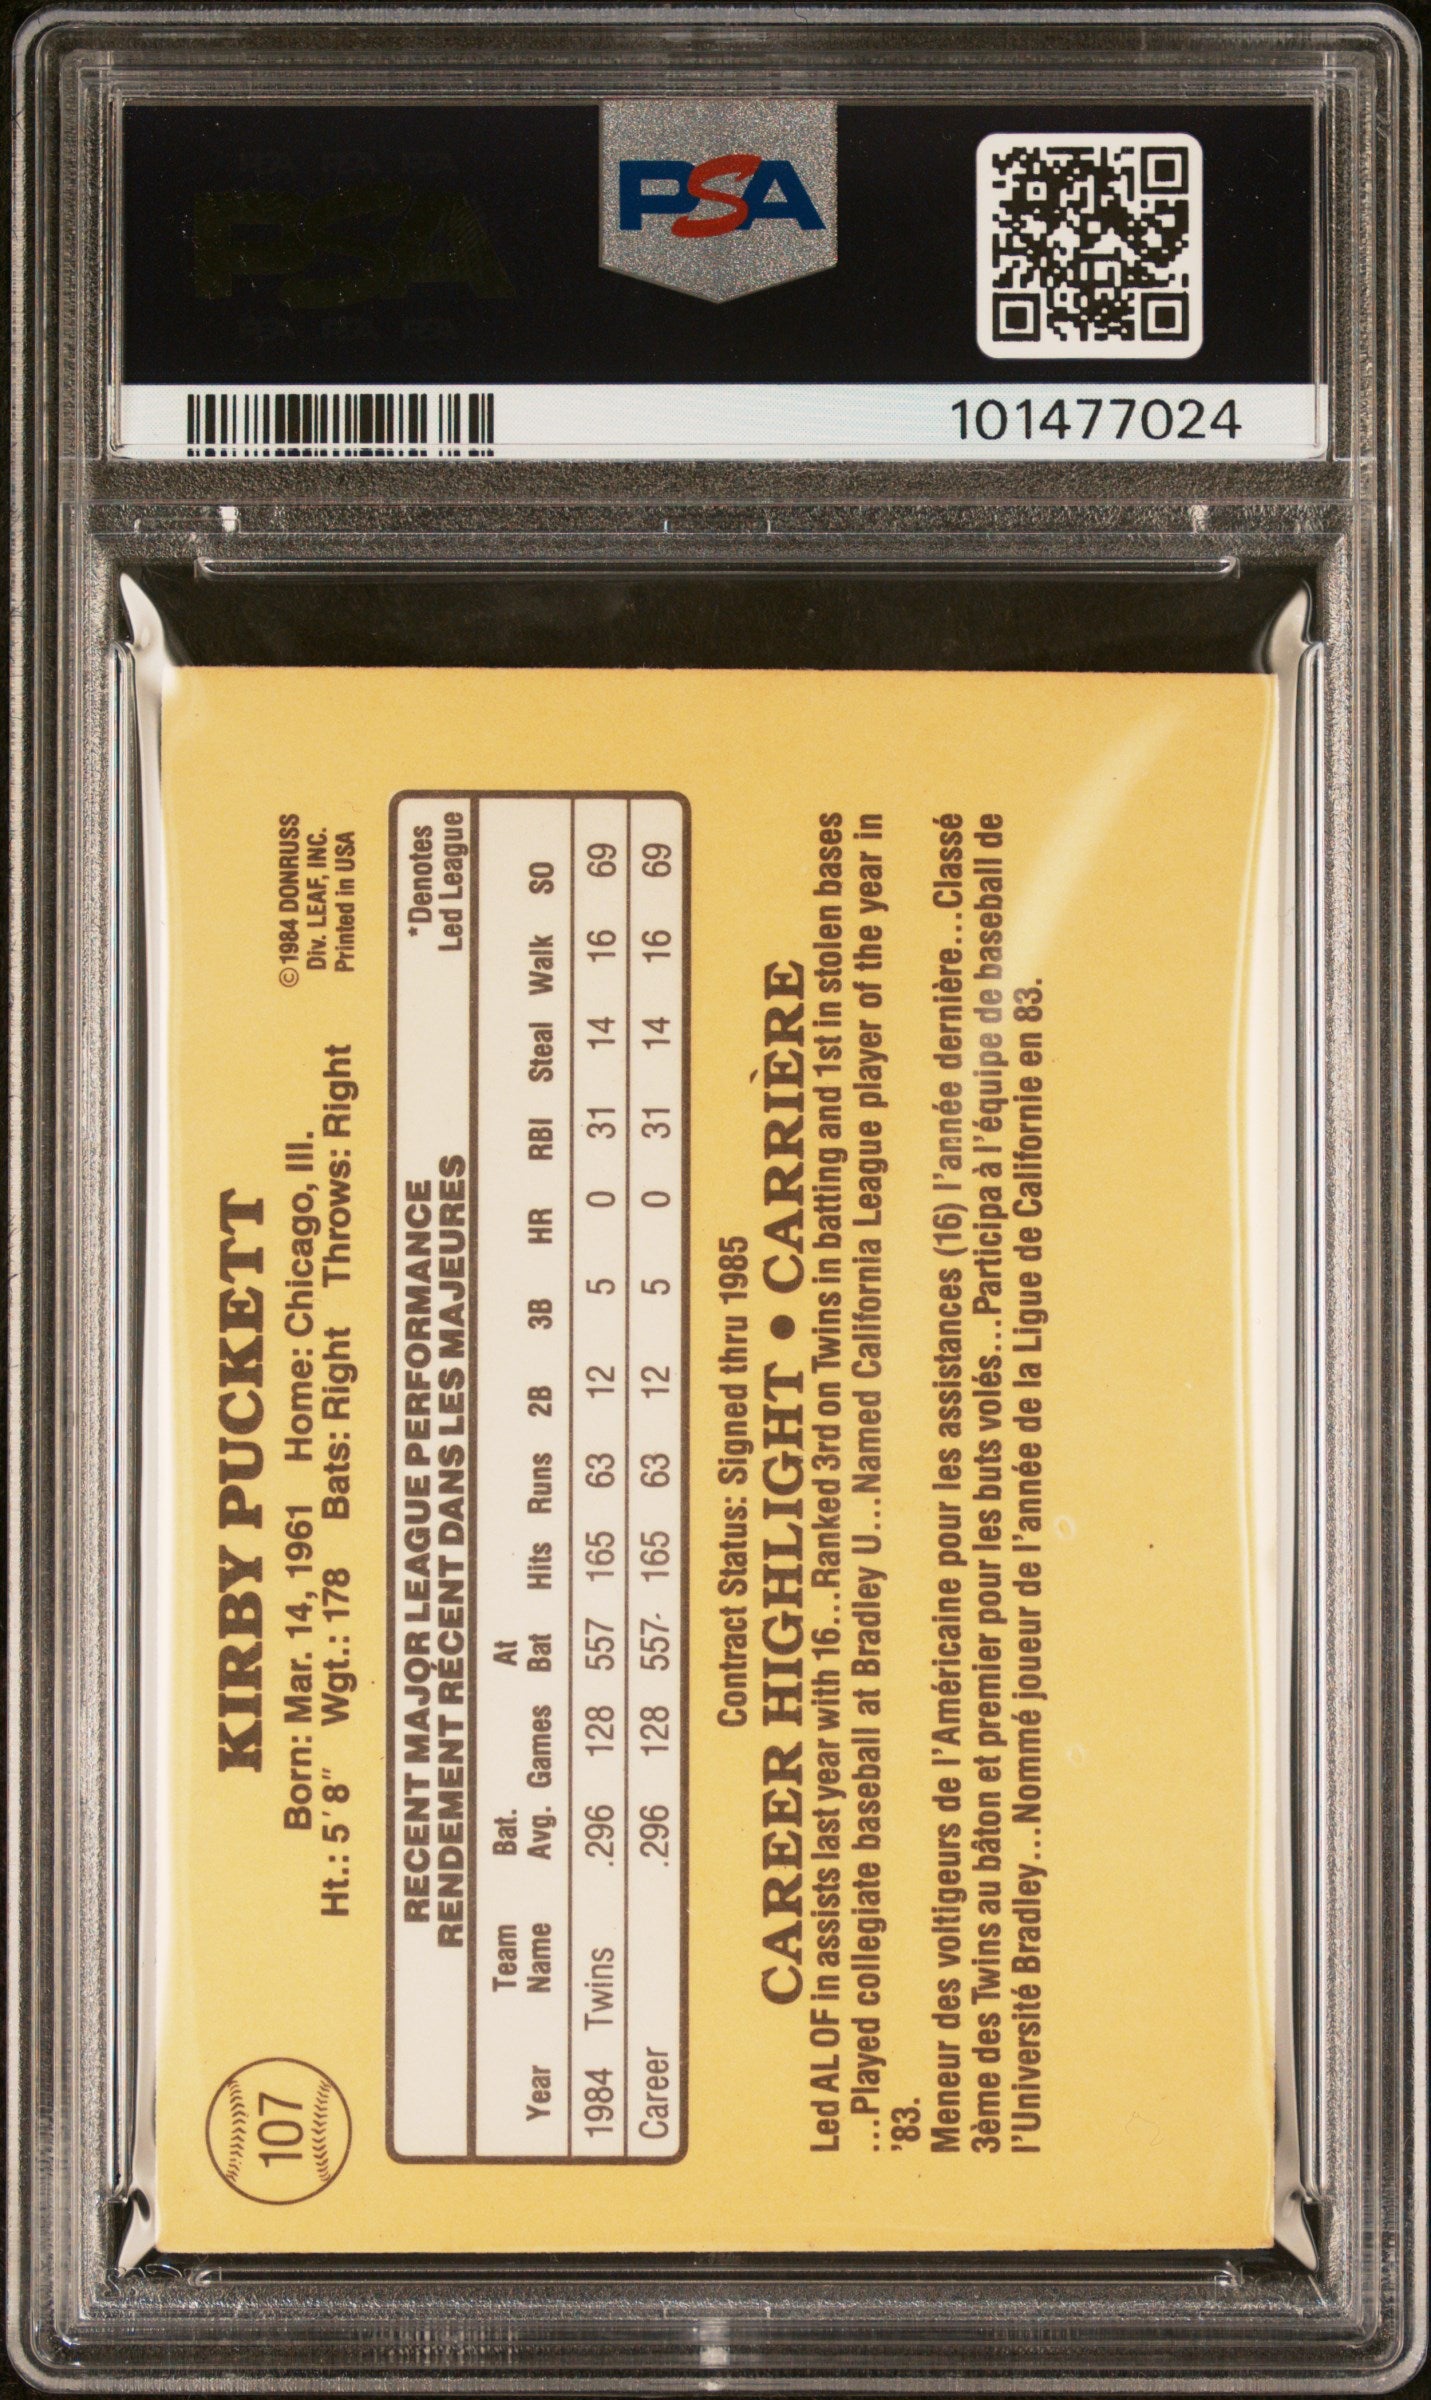 PSA
101477024
107
KIRBY PUCKETT
Born: Mar. 14, 1961 Home: Chicago, Ill.
Ht.: 5'8" Wgt.: 178 Bats: Right Throws: Right
©1984 DONRUSS
Div. LEAF, INC.
Printed in USA
RECENT MAJOR LEAGUE PERFORMANCE
RENDEMENT RÉCENT DANS LES MAJEURES
*Denotes
Led League
Year Team Name Bat. Avg. Games At Bat Hits Runs 2B 3B HR RBI Steal Walk SO
1984 Twins .296 128 557 165 63 12 5 0 31 14 16 69
Career .296 128 557 165 63 12 5 0 31 14 16 69
Contract Status: Signed thru 1985
CAREER HIGHLIGHT • CARRIÈRE
Led AL OF in assists last year with 16...Ranked 3rd on Twins in batting and 1st in stolen bases
...Played collegiate baseball at Bradley U...Named California League player of the year in
'83.
Meneur des voltigeurs de l'Américaine pour les assistances (16) l'année dernière...Classé
3ème des Twins au bâton et premier pour les buts volés...Participa à l'équipe de baseball de
l'Université Bradley...Nommé joueur de l'année de la Ligue de Californie en 83.